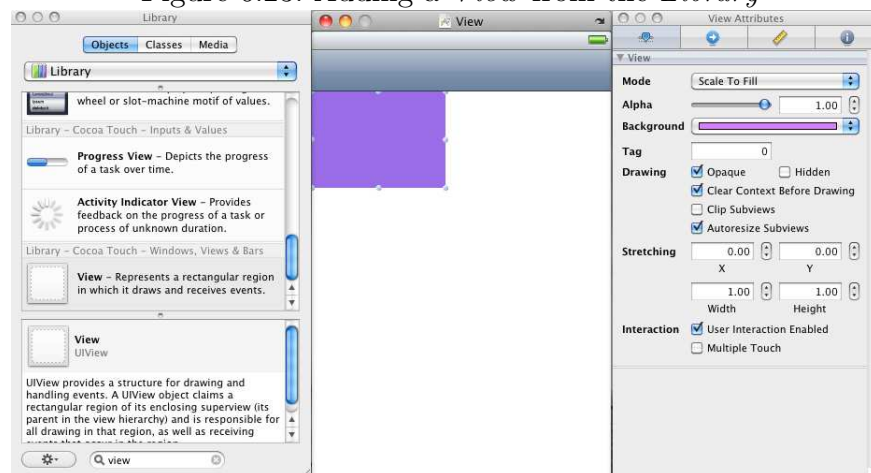 Library
Objects Classes Media
Library
wheel or slot-machine motif of values.
Library – Cocoa Touch – Inputs & Values
Progress View – Depicts the progress
of a task over time.
Activity Indicator View – Provides
feedback on the progress of a task or
process of unknown duration.
Library – Cocoa Touch – Windows, Views & Bars
View – Represents a rectangular region
in which it draws and receives events.
View
UIView
UIView provides a structure for drawing and
handling events. A UIView object claims a
rectangular region of its enclosing superview (its
parent in the view hierarchy) and is responsible for
all drawing in that region, as well as receiving
view
View
View Attributes
View
Mode Scale To Fill
Alpha 1.00
Background
Tag 0
Drawing Opaque Hidden
Clear Context Before Drawing
Clip Subviews
Autoresize Subviews
Stretching 0.00 0.00
X Y
1.00 1.00
Width Height
Interaction User Interaction Enabled
Multiple Touch